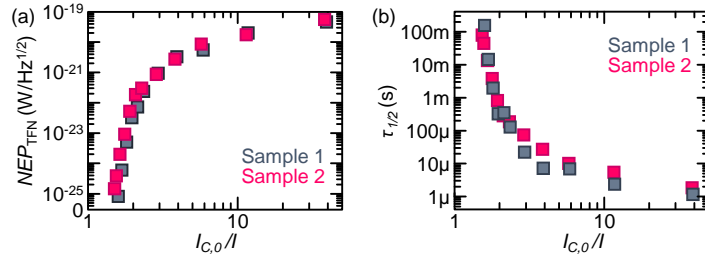 (a)
NEP_TFN (W/Hz^1/2)
10^-19
10^-21
10^-23
10^-25
0
Sample 1
Sample 2
1
10
I_C,0/I
(b)
τ_1/2 (s)
100m
10m
1m
100µ
10µ
1µ
Sample 1
Sample 2
1
10
I_C,0/I